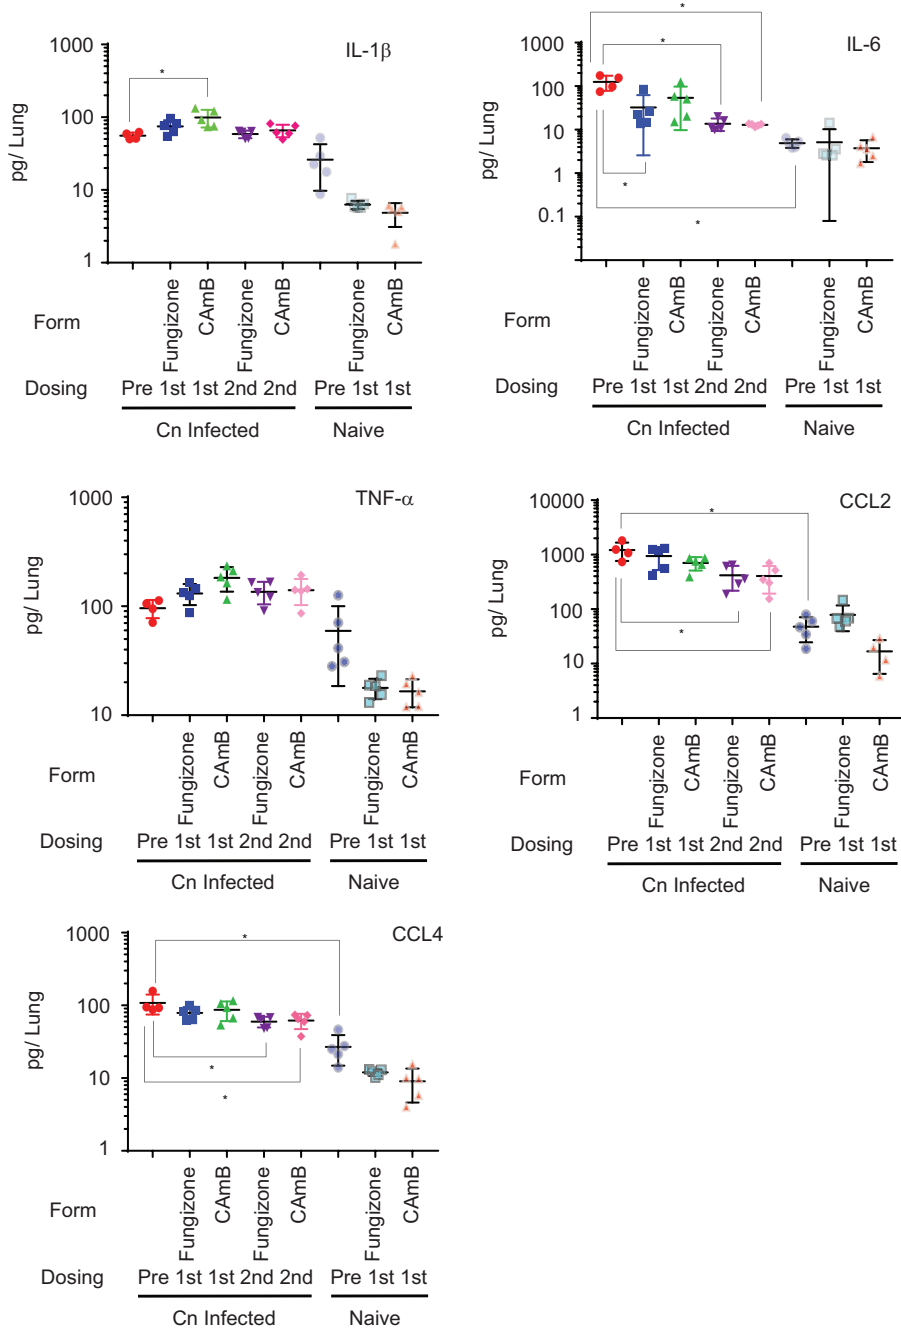 IL-1β
1000
100
10
1
pg/ Lung
*
Form
Fungizone
CAmB
Fungizone
CAmB
Fungizone
CAmB
Dosing
Pre 1st 1st 2nd 2nd Pre 1st 1st
Cn Infected Naive
IL-6
1000
100
10
1
0.1
pg/ Lung
*
*
*
*
Form
Fungizone
CAmB
Fungizone
CAmB
Fungizone
CAmB
Dosing
Pre 1st 1st 2nd 2nd Pre 1st 1st
Cn Infected Naive
TNF-α
1000
100
10
pg/ Lung
Form
Fungizone
CAmB
Fungizone
CAmB
Fungizone
CAmB
Dosing
Pre 1st 1st 2nd 2nd Pre 1st 1st
Cn Infected Naive
CCL2
10000
1000
100
10
1
pg/ Lung
*
*
Form
Fungizone
CAmB
Fungizone
CAmB
Fungizone
CAmB
Dosing
Pre 1st 1st 2nd 2nd Pre 1st 1st
Cn Infected Naive
CCL4
1000
100
10
1
pg/ Lung
*
*
*
Form
Fungizone
CAmB
Fungizone
CAmB
Fungizone
CAmB
Dosing
Pre 1st 1st 2nd 2nd Pre 1st 1st
Cn Infected Naive